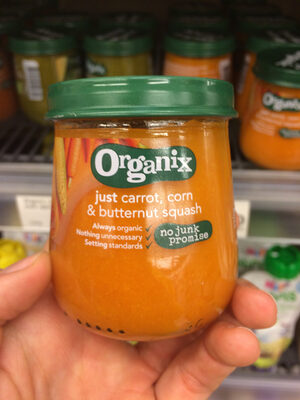 Organix
just carrot, corn
& butternut squash
Always organic
Nothing unnecessary
Setting standards
no junk
promise